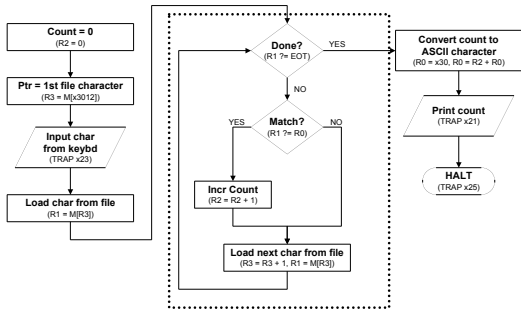 Count = 0
(R2 = 0)
Ptr = 1st file character
(R3 = M[x3012])
Input char
from keybd
(TRAP x23)
Load char from file
(R1 = M[R3])
Done?
(R1 ?= EOT)
YES
NO
Match?
(R1 ?= R0)
YES
NO
Incr Count
(R2 = R2 + 1)
Load next char from file
(R3 = R3 + 1, R1 = M[R3])
Convert count to
ASCII character
(R0 = x30, R0 = R2 + R0)
Print count
(TRAP x21)
HALT
(TRAP x25)